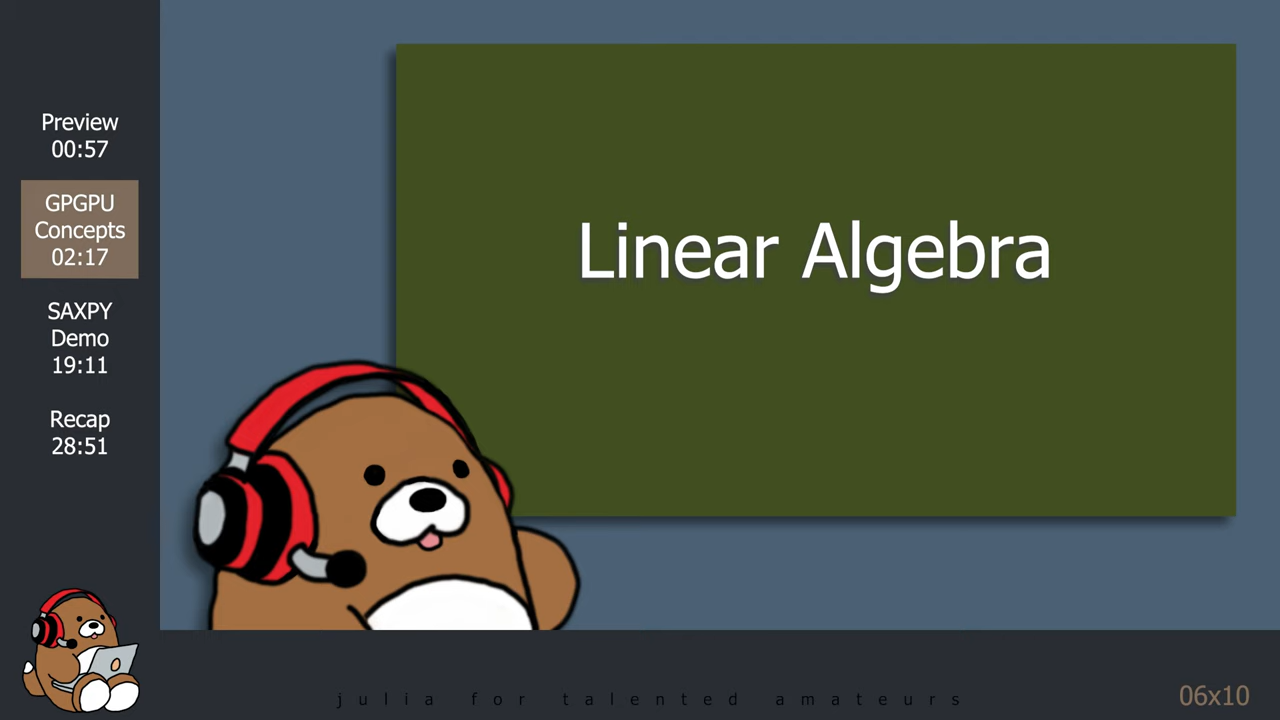 Preview
00:57
GPGPU
Concepts
02:17
SAXPY
Demo
19:11
Recap
28:51
Linear Algebra
julia for talented amateurs
06x10